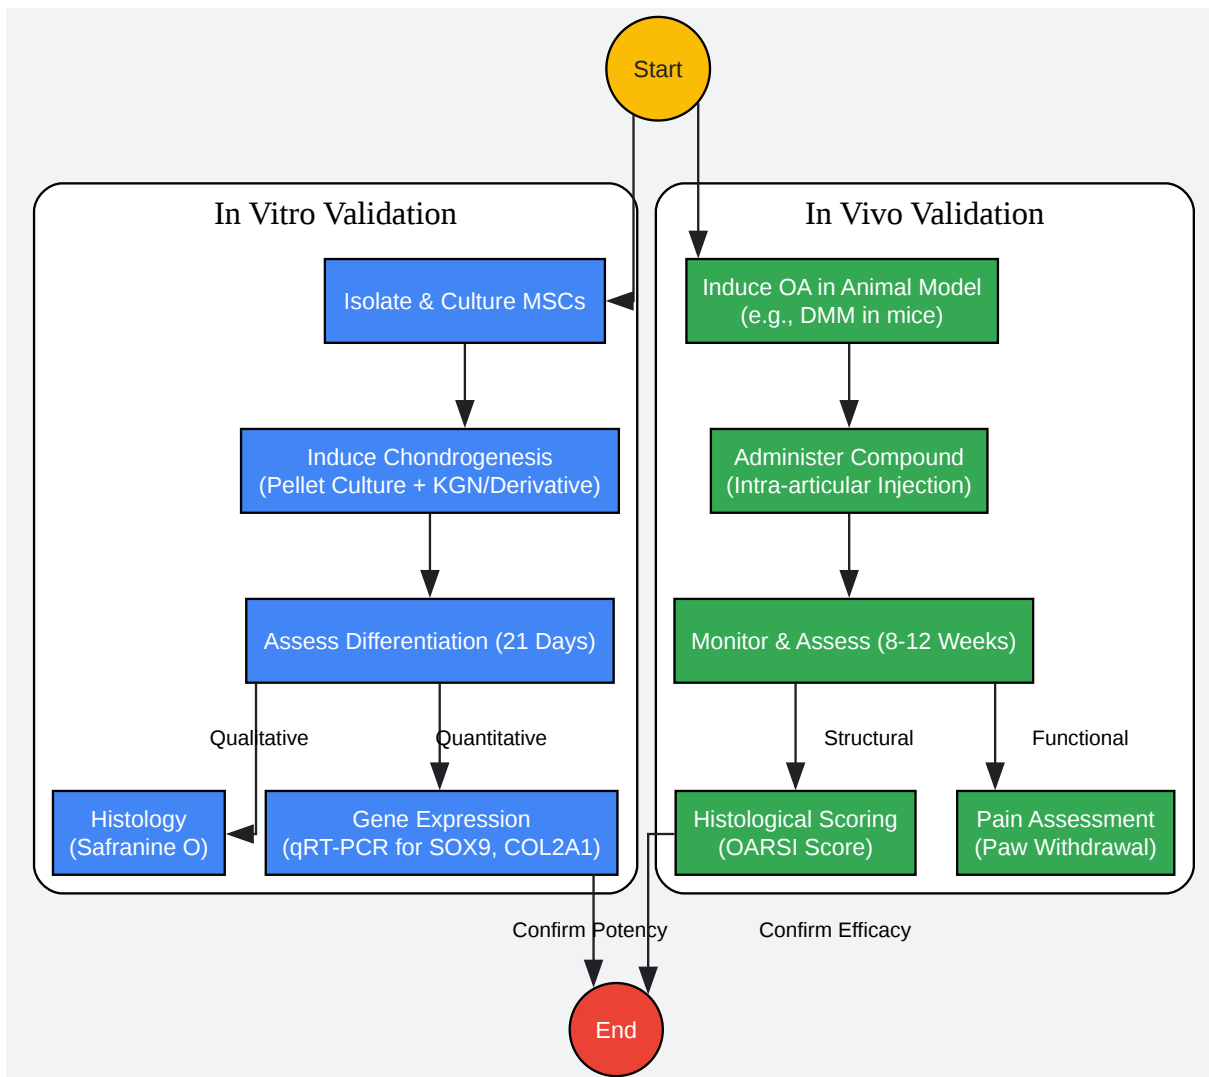 Start
In Vitro Validation
Isolate & Culture MSCs
Induce Chondrogenesis
(Pellet Culture + KGN/Derivative)
Assess Differentiation (21 Days)
Qualitative
Quantitative
Histology
(Safranine O)
Gene Expression
(qRT-PCR for SOX9, COL2A1)
Confirm Potency
In Vivo Validation
Induce OA in Animal Model
(e.g., DMM in mice)
Administer Compound
(Intra-articular Injection)
Monitor & Assess (8-12 Weeks)
Structural
Functional
Histological Scoring
(OARSI Score)
Pain Assessment
(Paw Withdrawal)
Confirm Efficacy
End